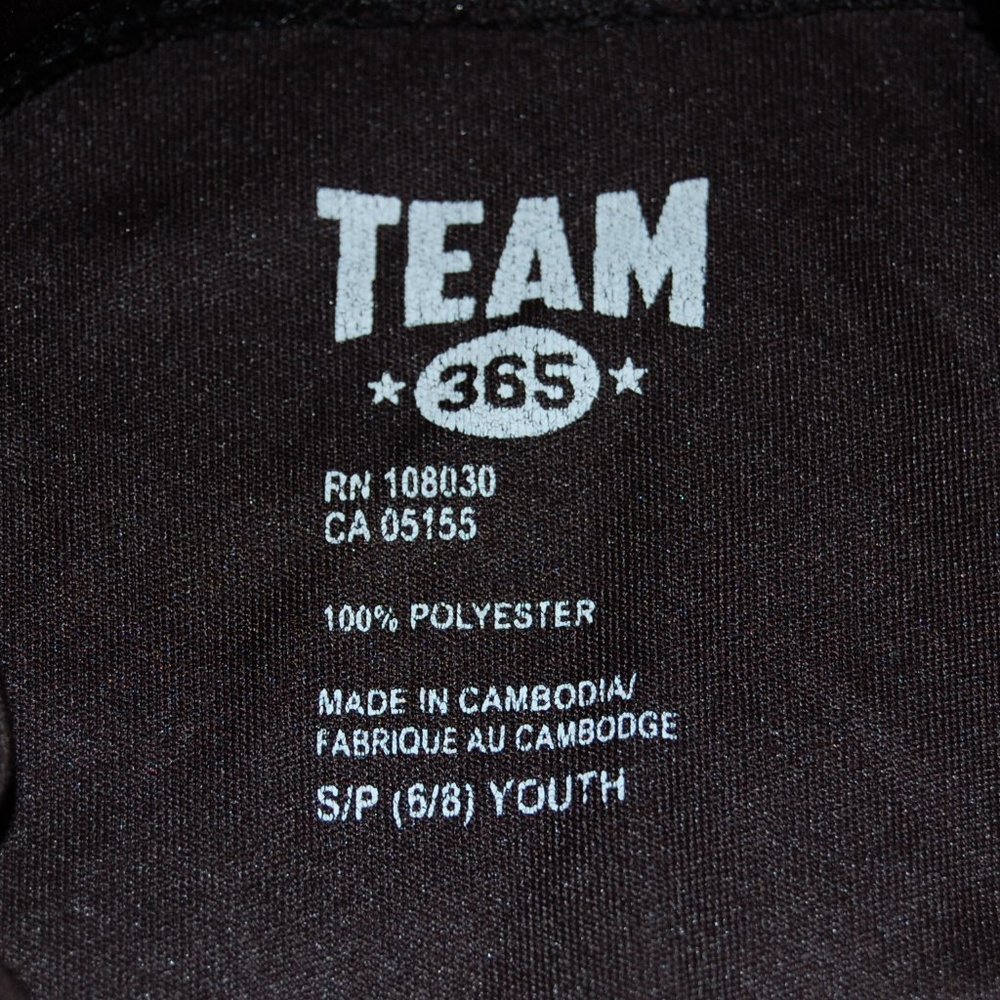 TEAM
365
RN 108030
CA 05155
100% POLYESTER
MADE IN CAMBODIA/
FABRIQUE AU CAMBODGE
S/P (6/8) YOUTH